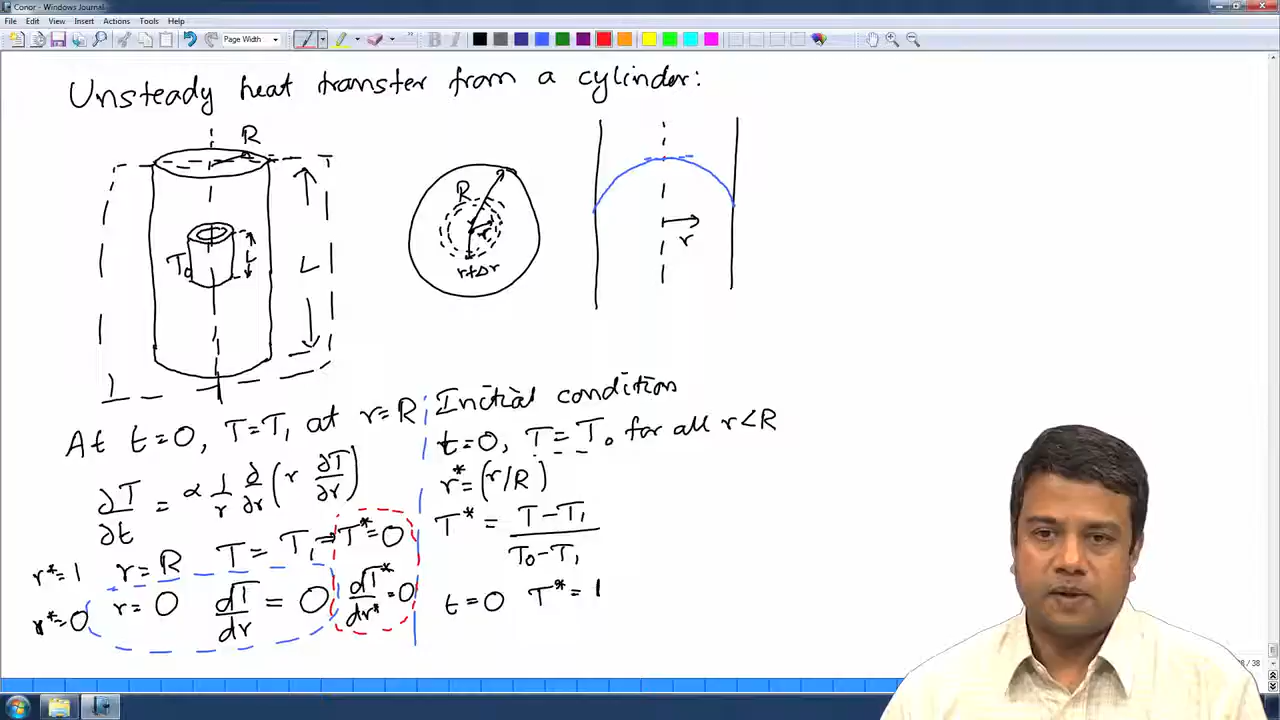 Conor - Windows Journal
File Edit View Insert Actions Tools Help
Page Width
B I
Unsteady heat transfer from a cylinder:
R
T₀
L
L
R
r
r+Δr
r
At t=0, T=T₁ at r=R
∂T/∂t = α 1/r ∂/∂r (r ∂T/∂r)
r*=1 r=R T=T₁ ⇒ T*=0
r*=0 r=0 dT/dr = 0 dT*/dr* = 0
Initial condition
t=0, T=T₀ for all r<R
r*=(r/R)
T* = T-T₁/T₀-T₁
t=0 T*=1